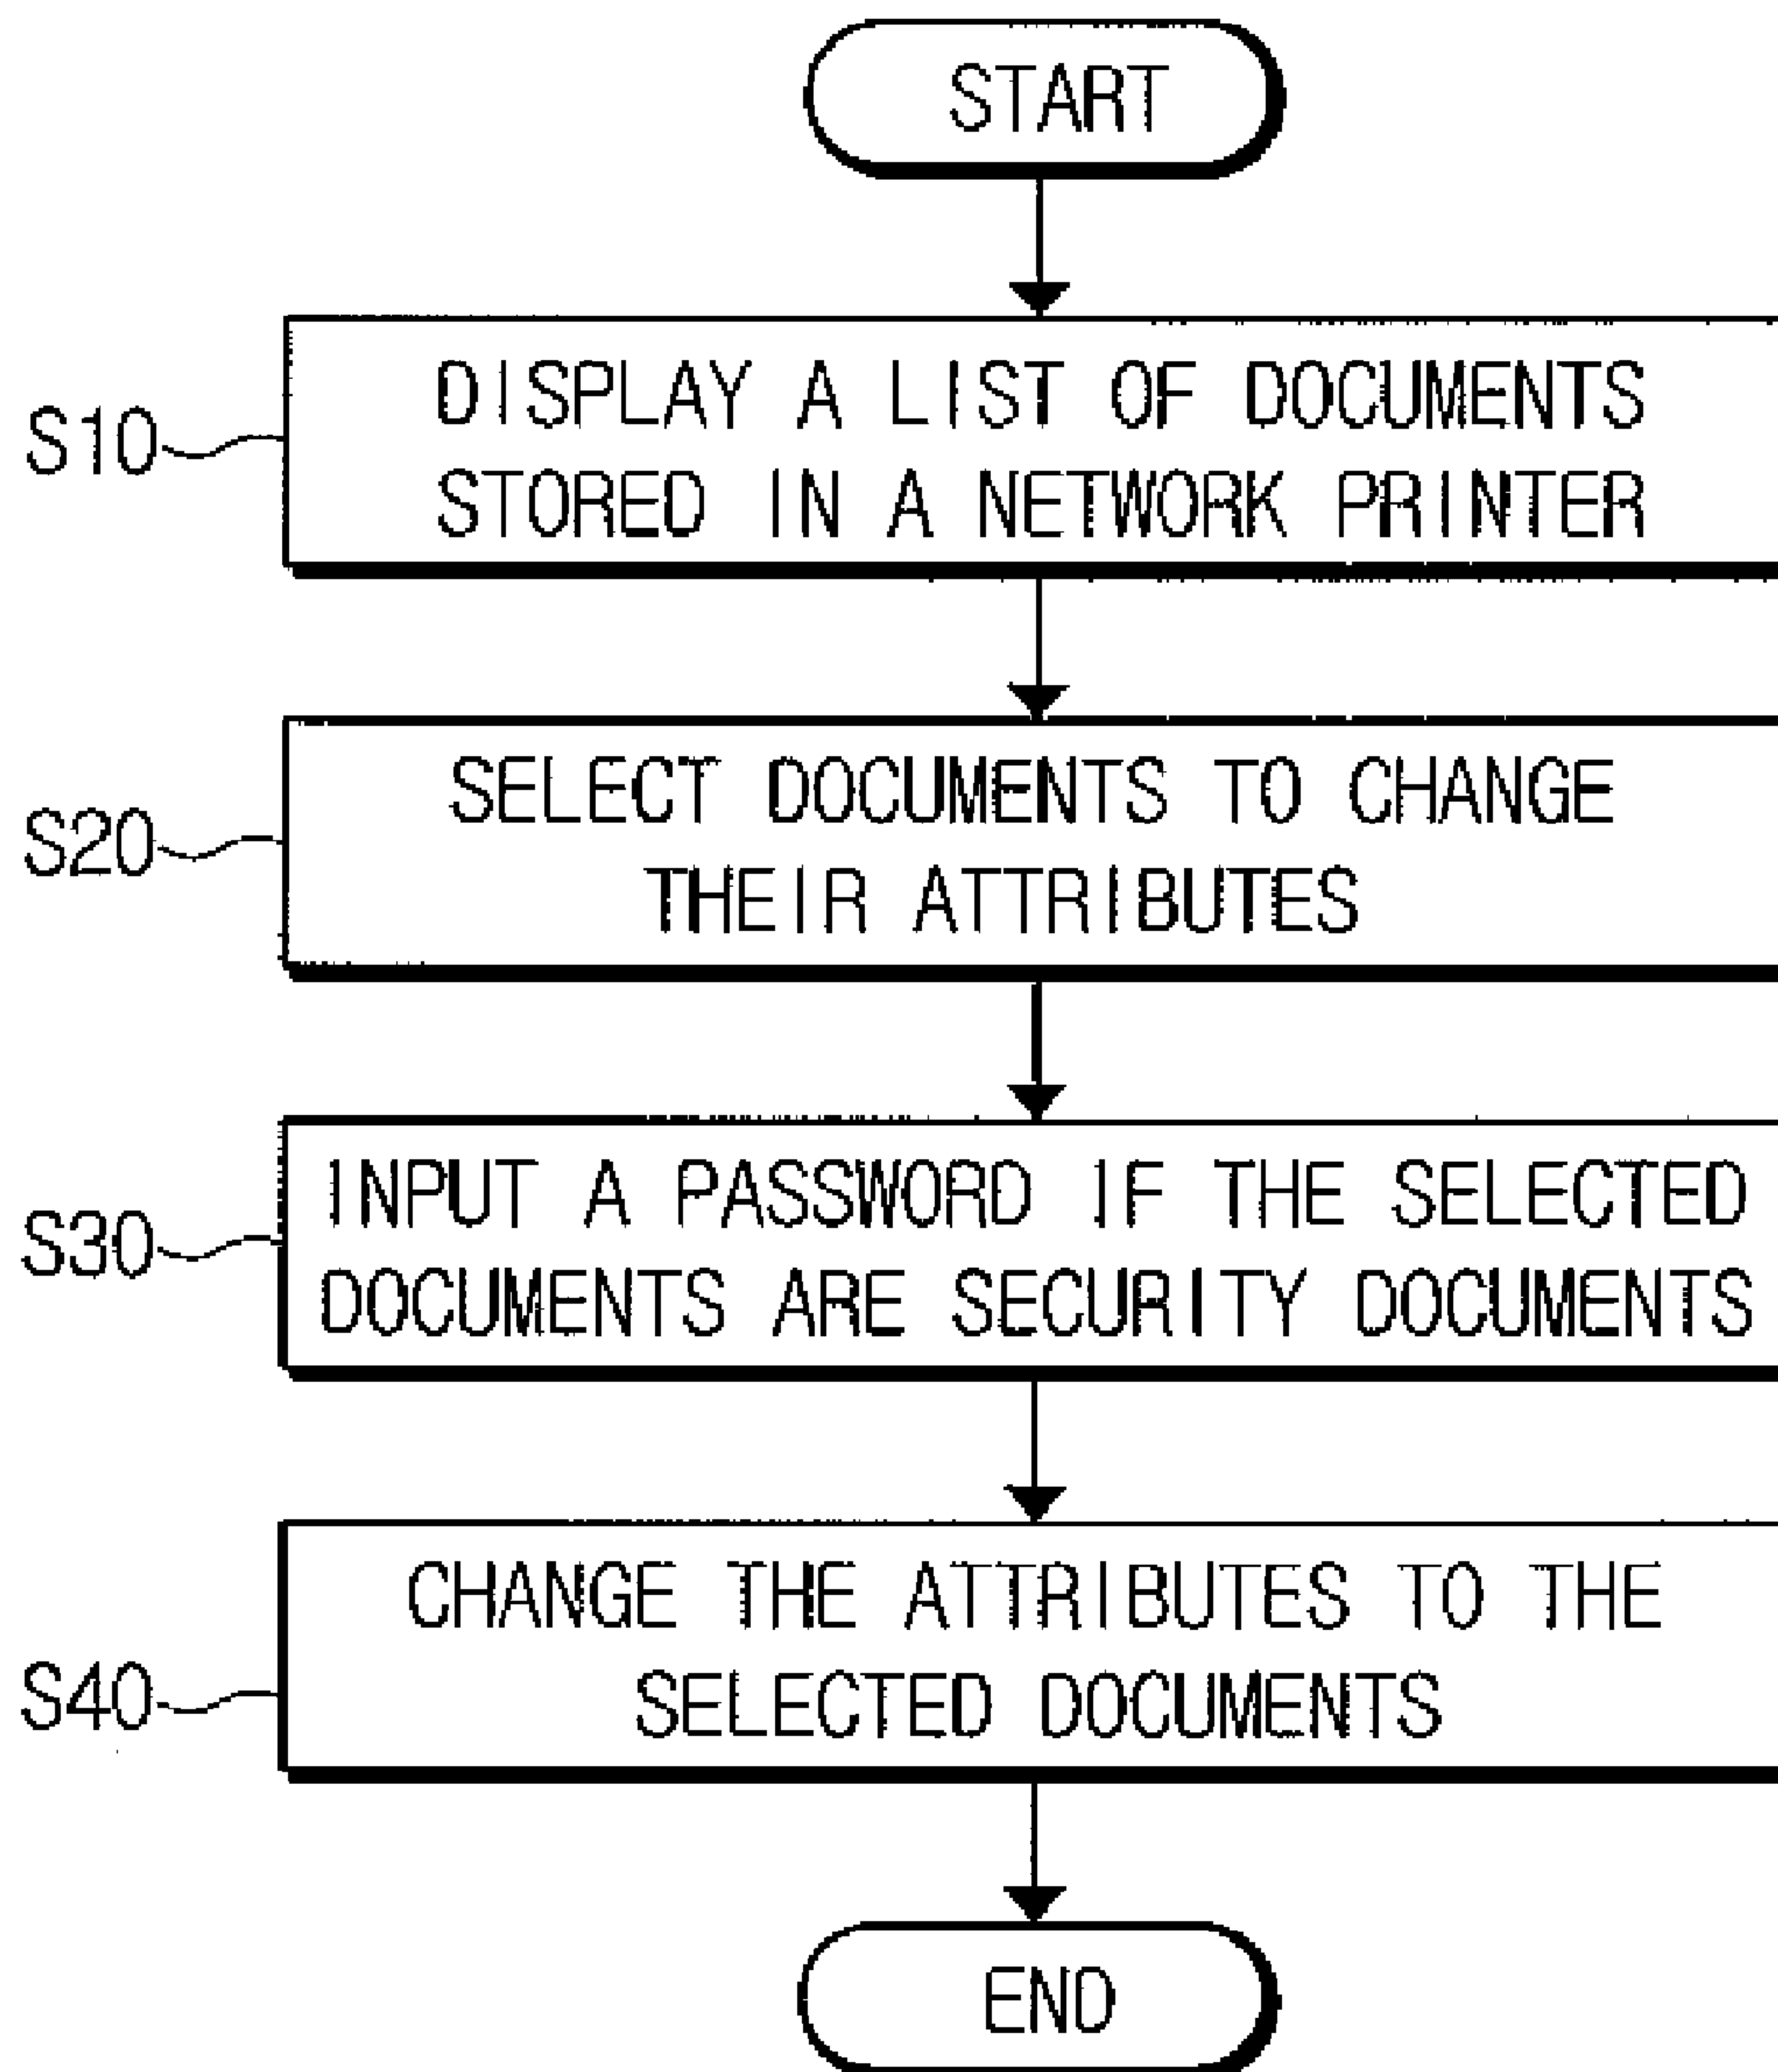 START
S10
DISPLAY A LIST OF DOCUMENTS
STORED IN A NETWORK PRINTER
S20
SELECT DOCUMENTS TO CHANGE
THEIR ATTRIBUTES
S30
INPUT A PASSWORD IF THE SELECTED
DOCUMENTS ARE SECURITY DOCUMENTS
S40
CHANGE THE ATTRIBUTES TO THE
SELECTED DOCUMENTS
END